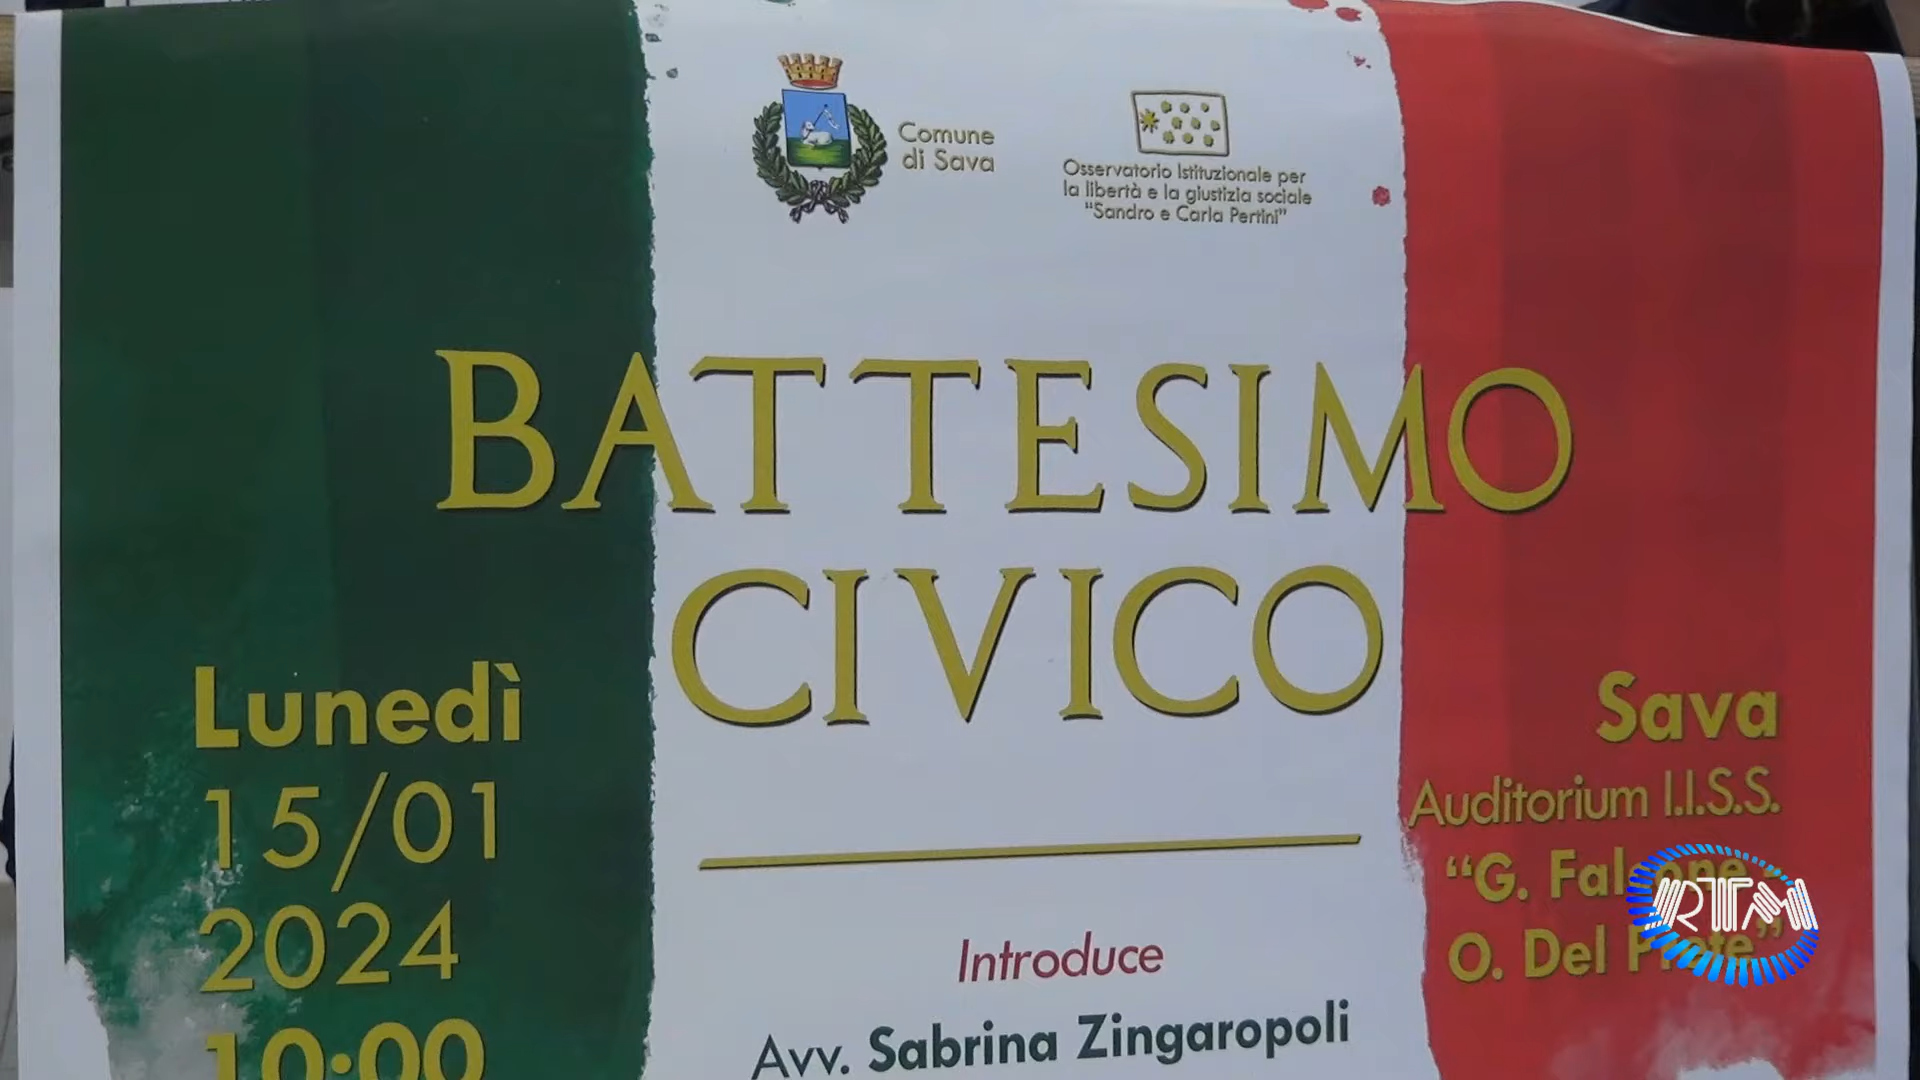 Comune
di Sava
Osservatorio Istituzionale per
la libertà e la giustizia sociale
"Sandro e Carla Pertini"
BATTESIMO
CIVICO
Lunedì
15/01
2024
10:00
Sava
Auditorium I.I.S.S.
"G. Falcone -
O. Del Prete"
RTM
Introduce
Avv. Sabrina Zingaropoli